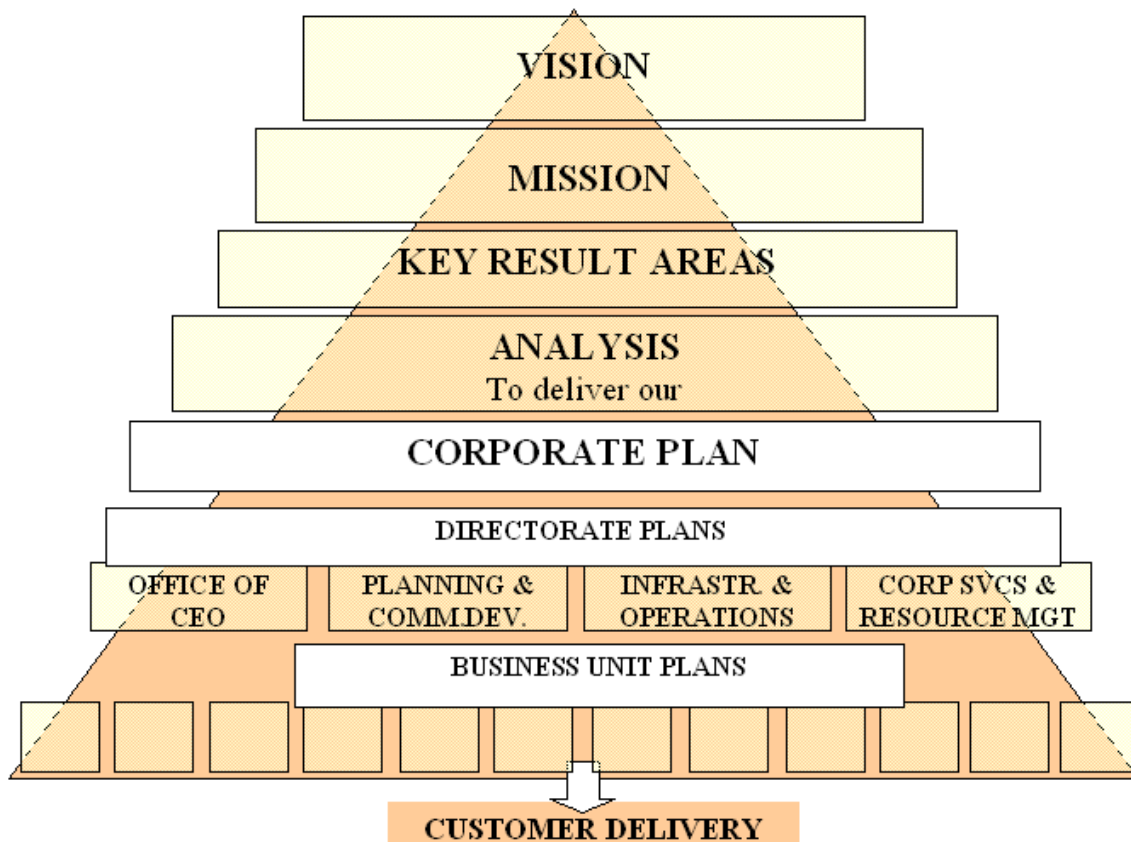 VISION
MISSION
KEY RESULT AREAS
ANALYSIS
To deliver our
CORPORATE PLAN
DIRECTORATE PLANS
OFFICE OF
CEO
PLANNING &
COMM.DEV.
INFRASTR. &
OPERATIONS
CORP SVCS &
RESOURCE MGT
BUSINESS UNIT PLANS
CUSTOMER DELIVERY